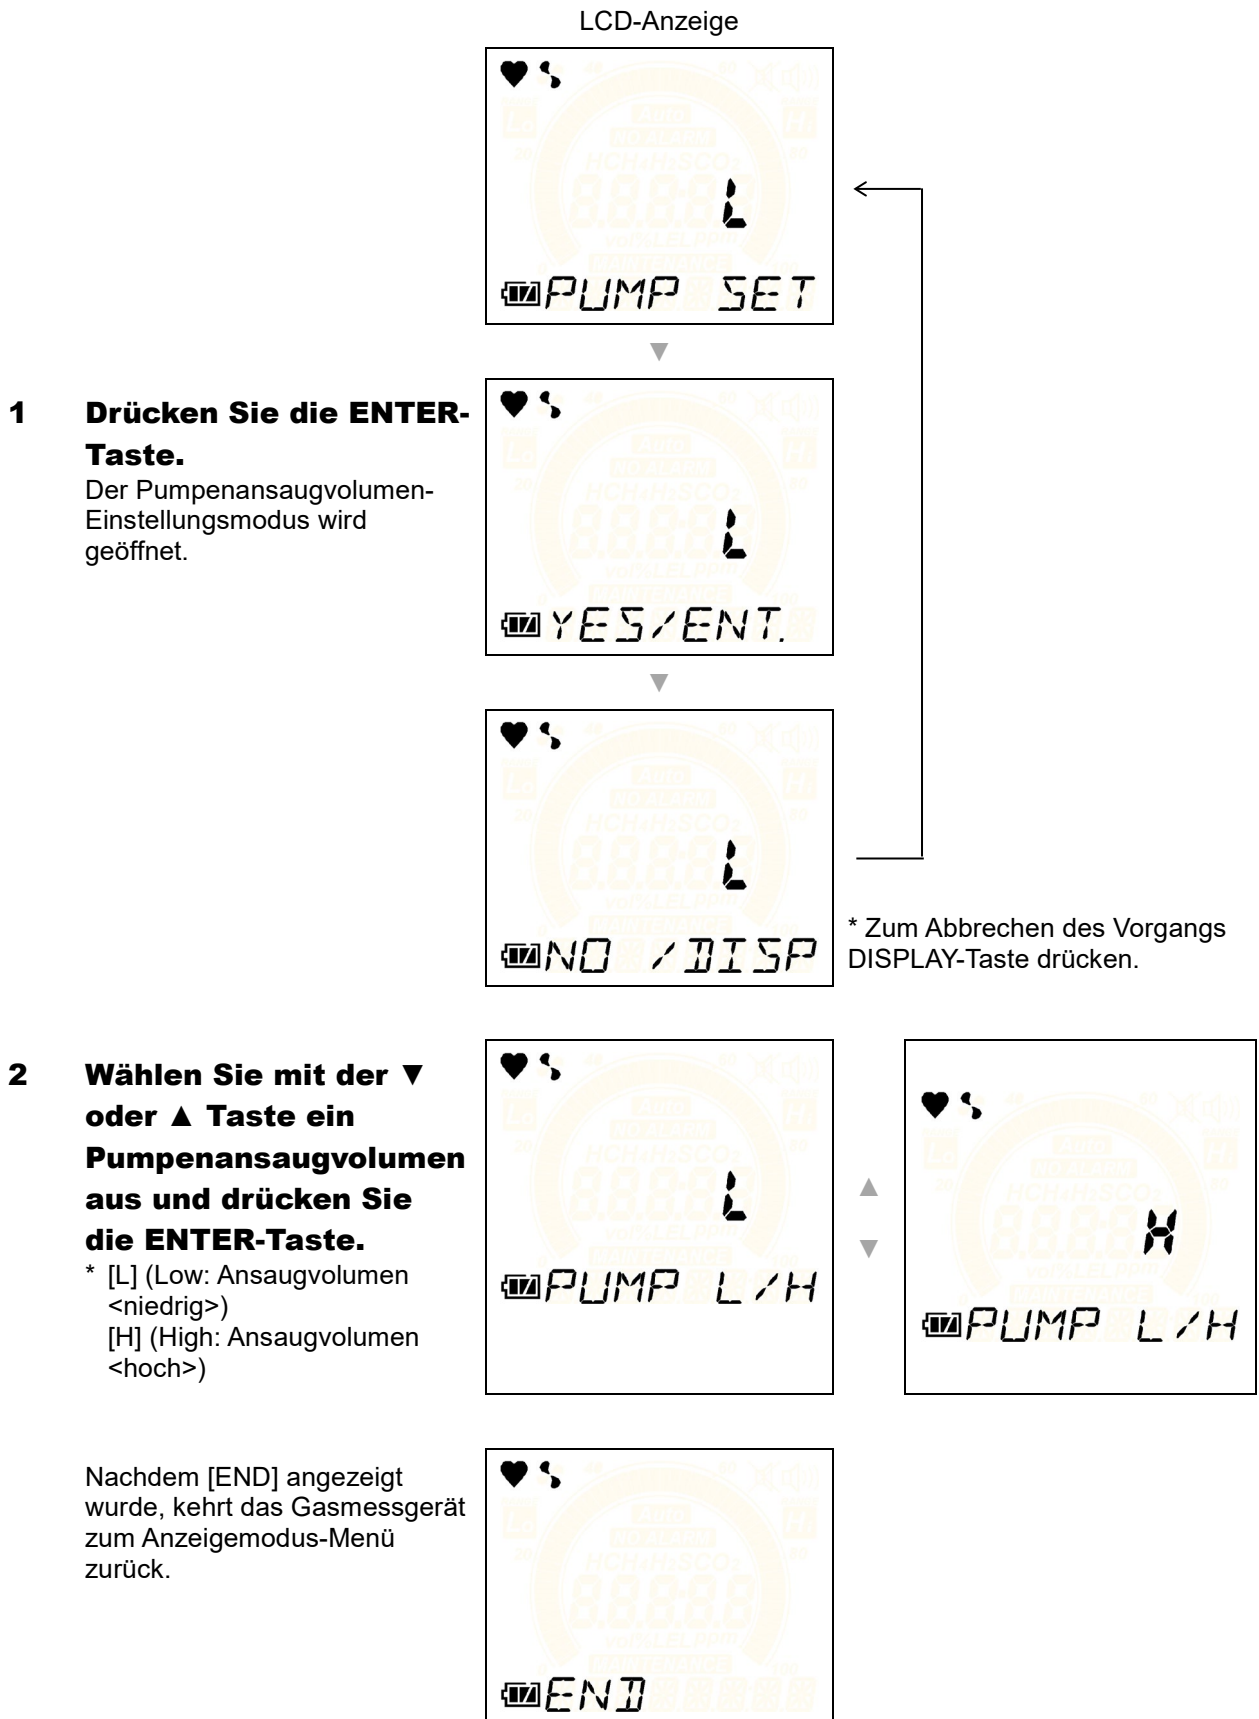 LCD-Anzeige
L
PUMP SET
▼
1 Drücken Sie die ENTER-
Taste.
Der Pumpenansaugvolumen-
Einstellungsmodus wird
geöffnet.
L
YES/ENT.
▼
L
NO /DISP
* Zum Abbrechen des Vorgangs
DISPLAY-Taste drücken.
2 Wählen Sie mit der ▼
oder ▲ Taste ein
Pumpenansaugvolumen
aus und drücken Sie
die ENTER-Taste.
* [L] (Low: Ansaugvolumen
<niedrig>)
[H] (High: Ansaugvolumen
<hoch>)
L
PUMP L/H
▲
▼
H
PUMP L/H
Nachdem [END] angezeigt
wurde, kehrt das Gasmessgerät
zum Anzeigemodus-Menü
zurück.
END